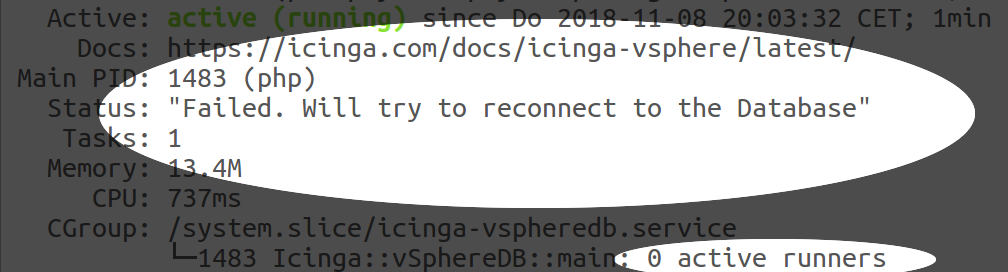 Active: active (running) since Do 2018-11-08 20:03:32 CET; 1min
Docs: https://icinga.com/docs/icinga-vsphere/latest/
Main PID: 1483 (php)
Status: "Failed. Will try to reconnect to the Database"
Tasks: 1
Memory: 13.4M
CPU: 737ms
CGroup: /system.slice/icinga-vspheredb.service
└─1483 Icinga::vSphereDB::main: 0 active runners